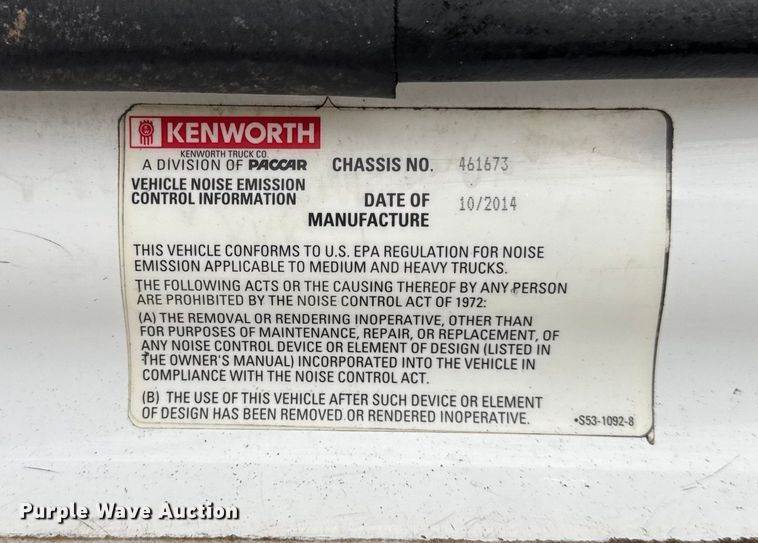 KENWORTH
KENWORTH TRUCK CO.
A DIVISION OF PACCAR
CHASSIS NO. 461673
VEHICLE NOISE EMISSION
CONTROL INFORMATION
DATE OF
MANUFACTURE
10/2014
THIS VEHICLE CONFORMS TO U.S. EPA REGULATION FOR NOISE
EMISSION APPLICABLE TO MEDIUM AND HEAVY TRUCKS.
THE FOLLOWING ACTS OR THE CAUSING THEREOF BY ANY PERSON
ARE PROHIBITED BY THE NOISE CONTROL ACT OF 1972:
(A) THE REMOVAL OR RENDERING INOPERATIVE, OTHER THAN
FOR PURPOSES OF MAINTENANCE, REPAIR, OR REPLACEMENT, OF
ANY NOISE CONTROL DEVICE OR ELEMENT OF DESIGN (LISTED IN
THE OWNER'S MANUAL) INCORPORATED INTO THE VEHICLE IN
COMPLIANCE WITH THE NOISE CONTROL ACT.
(B) THE USE OF THIS VEHICLE AFTER SUCH DEVICE OR ELEMENT
OF DESIGN HAS BEEN REMOVED OR RENDERED INOPERATIVE.
•S53-1092-8
Purple Wave Auction